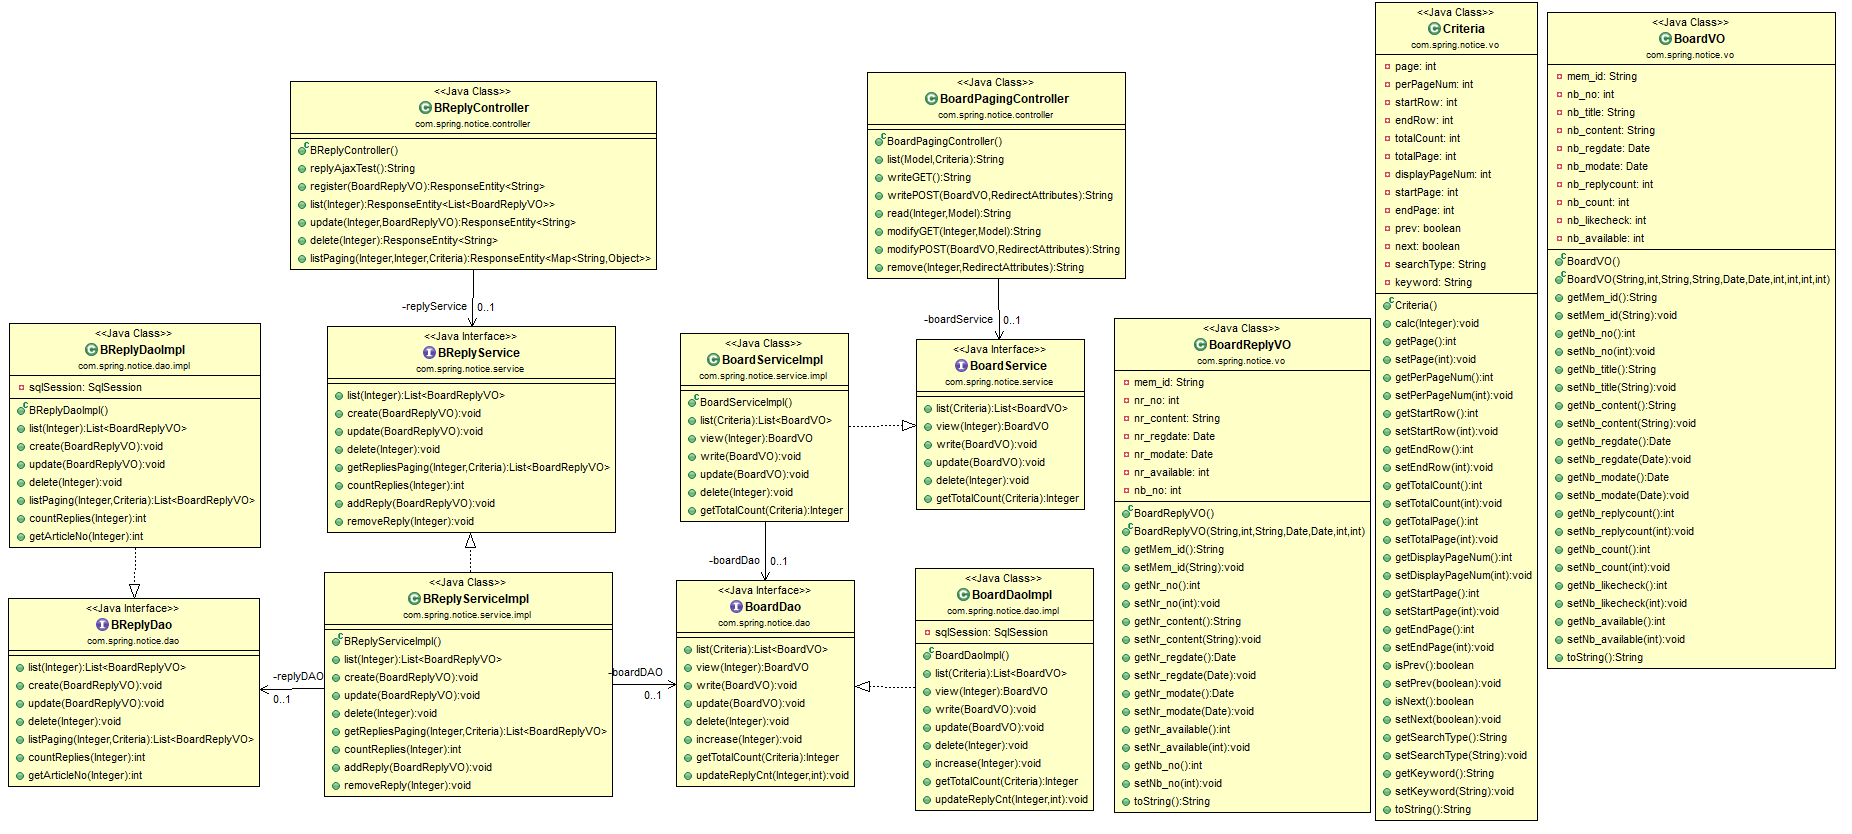 <<Java Class>>
BReplyController
com.spring.notice.controller
BReplyController()
replyAjaxTest():String
register(BoardReplyVO):ResponseEntity<String>
list(Integer):ResponseEntity<List<BoardReplyVO>>
update(Integer,BoardReplyVO):ResponseEntity<String>
delete(Integer):ResponseEntity<String>
listPaging(Integer,Integer,Criteria):ResponseEntity<Map<String,Object>>
-replyService
0..1
<<Java Class>>
BoardPagingController
com.spring.notice.controller
BoardPagingController()
list(Model,Criteria):String
writeGET():String
writePOST(BoardVO,RedirectAttributes):String
read(Integer,Model):String
modifyGET(Integer,Model):String
modifyPOST(BoardVO,RedirectAttributes):String
remove(Integer,RedirectAttributes):String
-boardService
0..1
<<Java Class>>
BReplyDaoImpl
com.spring.notice.dao.impl
sqlSession: SqlSession
BReplyDaoImpl()
list(Integer):List<BoardReplyVO>
create(BoardReplyVO):void
update(BoardReplyVO):void
delete(Integer):void
listPaging(Integer,Criteria):List<BoardReplyVO>
countReplies(Integer):int
getArticleNo(Integer):int
<<Java Interface>>
BReplyService
com.spring.notice.service
list(Integer):List<BoardReplyVO>
create(BoardReplyVO):void
update(BoardReplyVO):void
delete(Integer):void
getRepliesPaging(Integer,Criteria):List<BoardReplyVO>
countReplies(Integer):int
addReply(BoardReplyVO):void
removeReply(Integer):void
<<Java Class>>
BoardServiceImpl
com.spring.notice.service.impl
BoardServiceImpl()
list(Criteria):List<BoardVO>
view(Integer):BoardVO
write(BoardVO):void
update(BoardVO):void
delete(Integer):void
getTotalCount(Criteria):Integer
-boardDao
0..1
<<Java Interface>>
BoardService
com.spring.notice.service
list(Criteria):List<BoardVO>
view(Integer):BoardVO
write(BoardVO):void
update(BoardVO):void
delete(Integer):void
getTotalCount(Criteria):Integer
<<Java Interface>>
BReplyDao
com.spring.notice.dao
list(Integer):List<BoardReplyVO>
create(BoardReplyVO):void
update(BoardReplyVO):void
delete(Integer):void
listPaging(Integer,Criteria):List<BoardReplyVO>
countReplies(Integer):int
getArticleNo(Integer):int
-replyDAO
0..1
<<Java Class>>
BReplyServiceImpl
com.spring.notice.service.impl
BReplyServiceImpl()
list(Integer):List<BoardReplyVO>
create(BoardReplyVO):void
update(BoardReplyVO):void
delete(Integer):void
getRepliesPaging(Integer,Criteria):List<BoardReplyVO>
countReplies(Integer):int
addReply(BoardReplyVO):void
removeReply(Integer):void
-boardDAO
0..1
<<Java Interface>>
BoardDao
com.spring.notice.dao
list(Criteria):List<BoardVO>
view(Integer):BoardVO
write(BoardVO):void
update(BoardVO):void
delete(Integer):void
increase(Integer):void
getTotalCount(Criteria):Integer
updateReplyCnt(Integer,int):void
<<Java Class>>
BoardDaoImpl
com.spring.notice.dao.impl
sqlSession: SqlSession
BoardDaoImpl()
list(Criteria):List<BoardVO>
view(Integer):BoardVO
write(BoardVO):void
update(BoardVO):void
delete(Integer):void
increase(Integer):void
getTotalCount(Criteria):Integer
updateReplyCnt(Integer,int):void
<<Java Class>>
BoardReplyVO
com.spring.notice.vo
mem_id: String
nr_no: int
nr_content: String
nr_regdate: Date
nr_modate: Date
nr_available: int
nb_no: int
BoardReplyVO()
BoardReplyVO(String,int,String,Date,Date,int,int)
getMem_id():String
setMem_id(String):void
getNr_no():int
setNr_no(int):void
getNr_content():String
setNr_content(String):void
getNr_regdate():Date
setNr_regdate(Date):void
getNr_modate():Date
setNr_modate(Date):void
getNr_available():int
setNr_available(int):void
getNb_no():int
setNb_no(int):void
toString():String
<<Java Class>>
Criteria
com.spring.notice.vo
page: int
perPageNum: int
startRow: int
endRow: int
totalCount: int
totalPage: int
displayPageNum: int
startPage: int
endPage: int
prev: boolean
next: boolean
searchType: String
keyword: String
Criteria()
calc(Integer):void
getPage():int
setPage(int):void
getPerPageNum():int
setPerPageNum(int):void
getStartRow():int
setStartRow(int):void
getEndRow():int
setEndRow(int):void
getTotalCount():int
setTotalCount(int):void
getTotalPage():int
setTotalPage(int):void
getDisplayPageNum():int
setDisplayPageNum(int):void
getStartPage():int
setStartPage(int):void
getEndPage():int
setEndPage(int):void
isPrev():boolean
setPrev(boolean):void
isNext():boolean
setNext(boolean):void
getSearchType():String
setSearchType(String):void
getKeyword():String
setKeyword(String):void
toString():String
<<Java Class>>
BoardVO
com.spring.notice.vo
mem_id: String
nb_no: int
nb_title: String
nb_content: String
nb_regdate: Date
nb_modate: Date
nb_replycount: int
nb_count: int
nb_likecheck: int
nb_available: int
BoardVO()
BoardVO(String,int,String,String,Date,Date,int,int,int,int)
getMem_id():String
setMem_id(String):void
getNb_no():int
setNb_no(int):void
getNb_title():String
setNb_title(String):void
getNb_content():String
setNb_content(String):void
getNb_regdate():Date
setNb_regdate(Date):void
getNb_modate():Date
setNb_modate(Date):void
getNb_replycount():int
setNb_replycount(int):void
getNb_count():int
setNb_count(int):void
getNb_likecheck():int
setNb_likecheck(int):void
getNb_available():int
setNb_available(int):void
toString():String